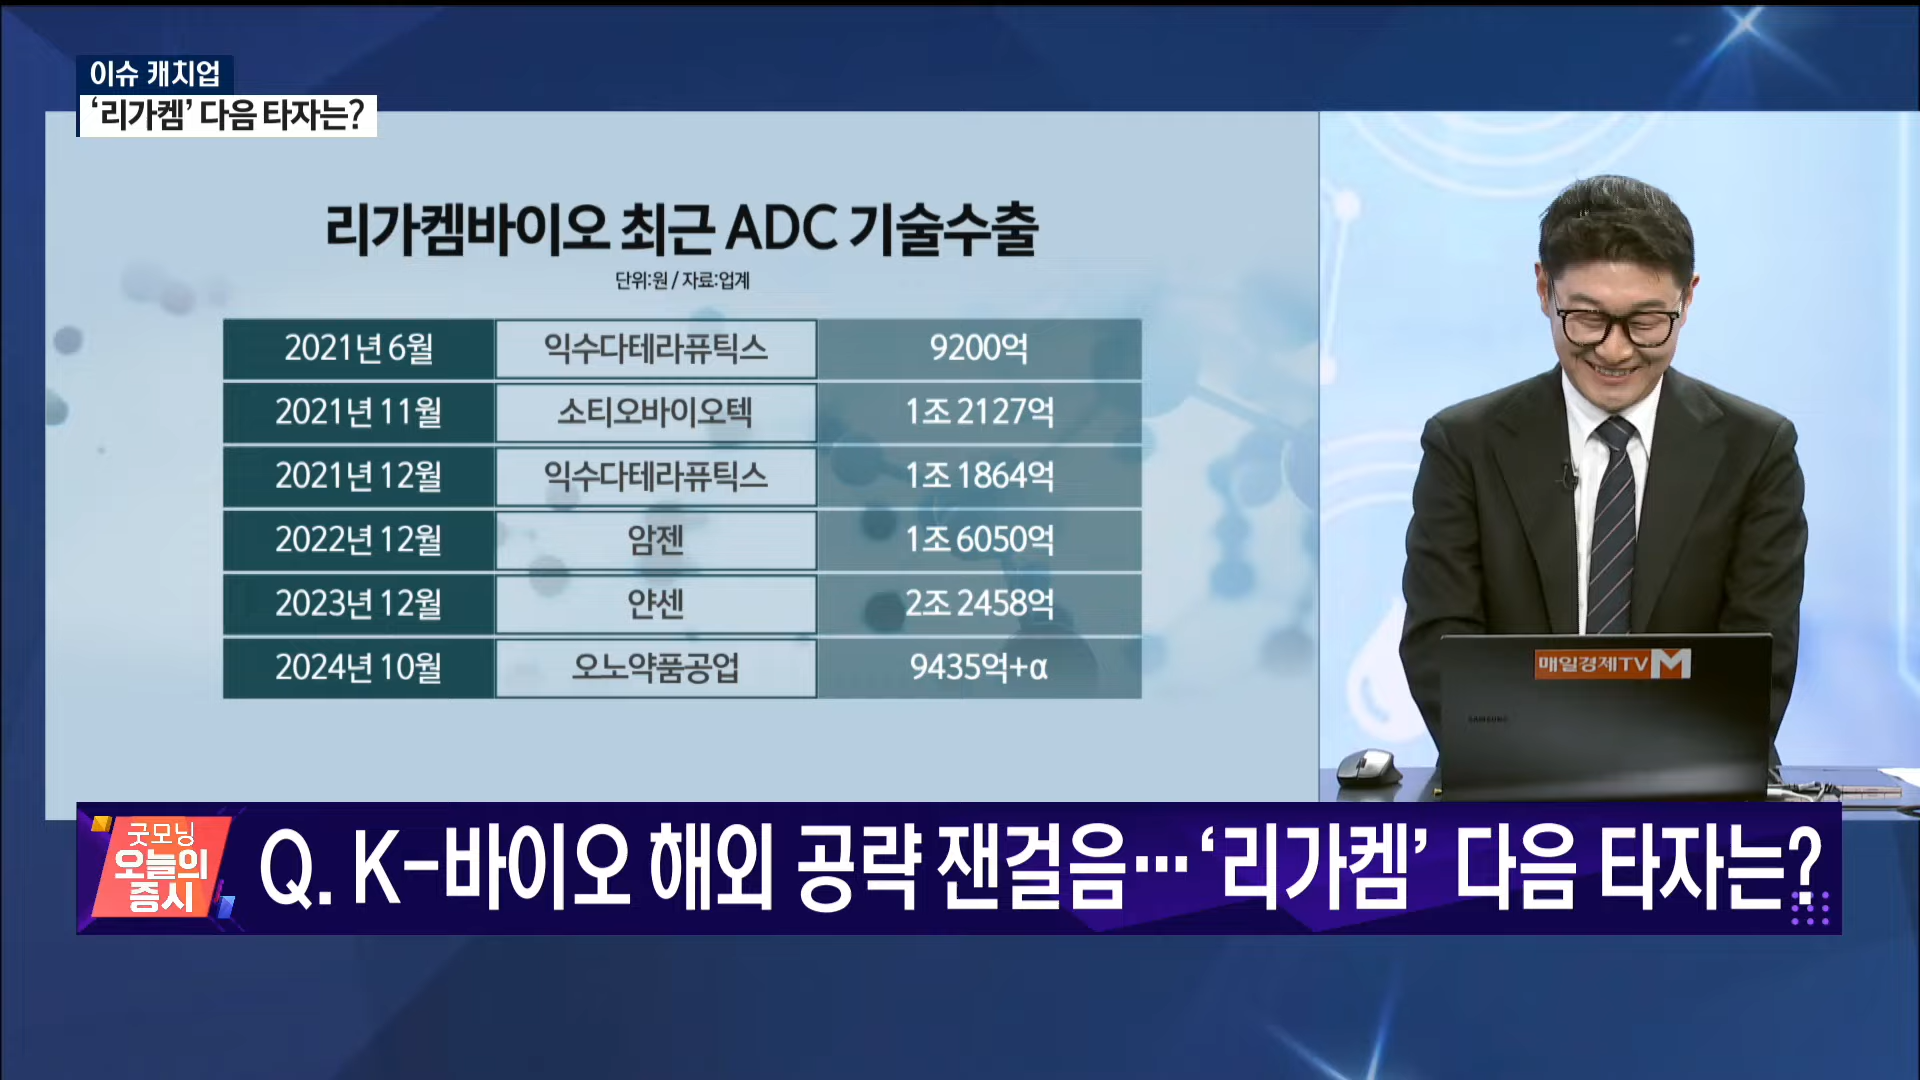 이슈 캐치업
‘리가켐’ 다음 타자는?
리가켐바이오 최근 ADC 기술수출
단위:원 / 자료:업계
2021년 6월 익수다테라퓨틱스 9200억
2021년 11월 소티오바이오텍 1조 2127억
2021년 12월 익수다테라퓨틱스 1조 1864억
2022년 12월 암젠 1조 6050억
2023년 12월 얀센 2조 2458억
2024년 10월 오노약품공업 9435억+α
매일경제TV M
SAMSUNG
굿모닝
오늘의
증시
Q. K-바이오 해외 공략 잰걸음…‘리가켐’ 다음 타자는?